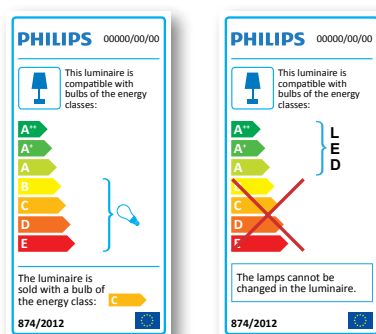 PHILIPS 00000/00/00
This luminaire is
compatible with
bulbs of the energy
classes:
A++
A+
A
B
C
D
E
The luminaire is
sold with a bulb of
the energy class: C
874/2012
PHILIPS 00000/00/00
This luminaire is
compatible with
bulbs of the energy
classes:
A++
A+
A
L
E
D
B
C
D
E
The lamps cannot be
changed in the luminaire.
874/2012